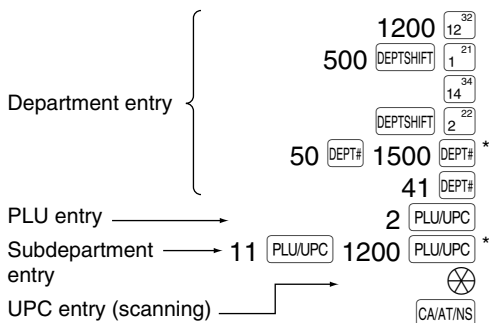 1200 12 32
500 DEPTSHIFT 1 21
14 34
Department entry
DEPTSHIFT 2 22
50 DEPT# 1500 DEPT# *
41 DEPT#
PLU entry 2 PLU/UPC
Subdepartment entry 11 PLU/UPC 1200 PLU/UPC *
UPC entry (scanning)
CA/AT/NS